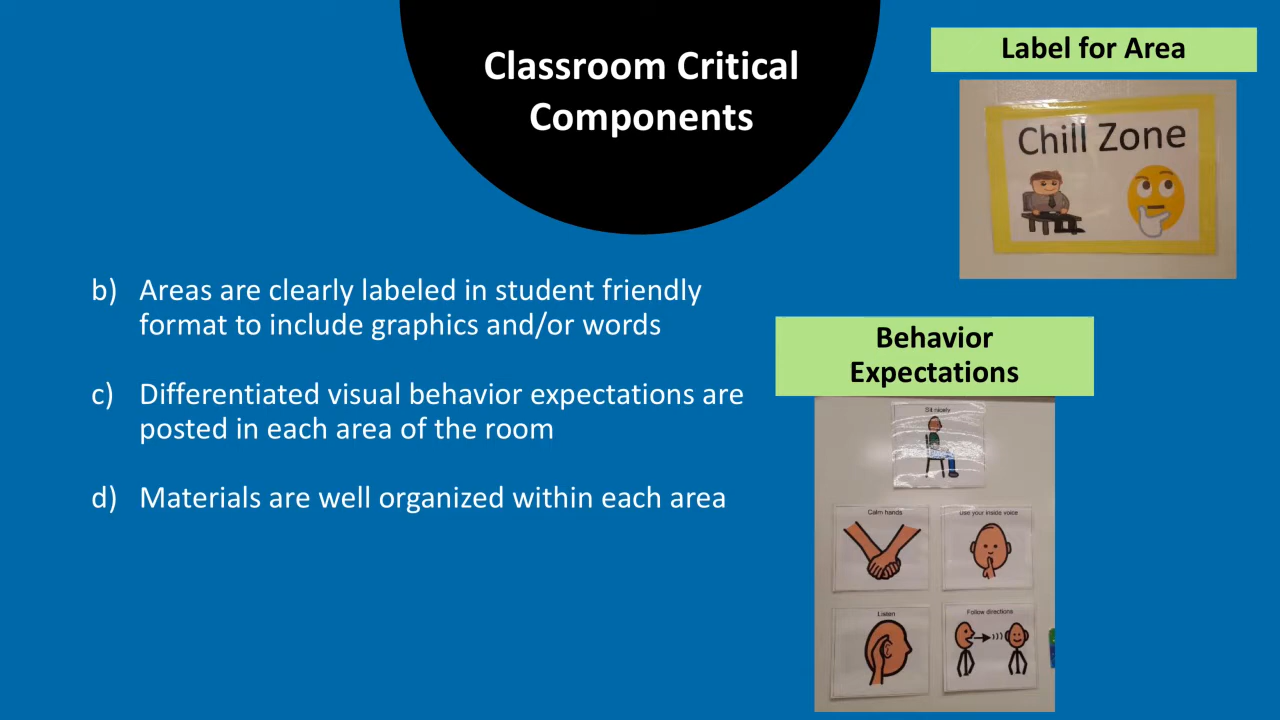 Classroom Critical
Components
Label for Area
Chill Zone
b) Areas are clearly labeled in student friendly
format to include graphics and/or words
c) Differentiated visual behavior expectations are
posted in each area of the room
d) Materials are well organized within each area
Behavior
Expectations
Sit nicely
Calm hands
Use your inside voice
Listen
Follow directions